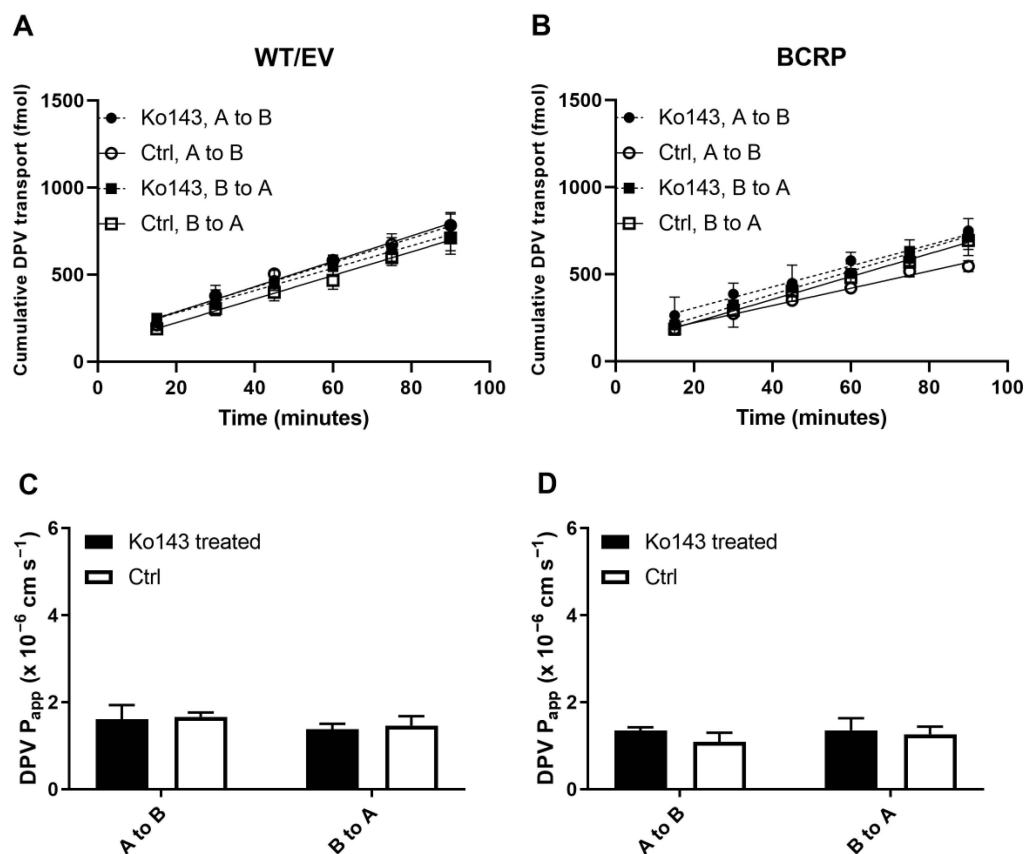 A
WT/EV
Cumulative DPV transport (fmol)
1500
1000
500
0
Ko143, A to B
Ctrl, A to B
Ko143, B to A
Ctrl, B to A
0 20 40 60 80 100
Time (minutes)
B
BCRP
Cumulative DPV transport (fmol)
1500
1000
500
0
Ko143, A to B
Ctrl, A to B
Ko143, B to A
Ctrl, B to A
0 20 40 60 80 100
Time (minutes)
C
DPV Papp (x 10⁻⁶ cm s⁻¹)
6
4
2
0
Ko143 treated
Ctrl
A to B
B to A
D
DPV Papp (x 10⁻⁶ cm s⁻¹)
6
4
2
0
Ko143 treated
Ctrl
A to B
B to A